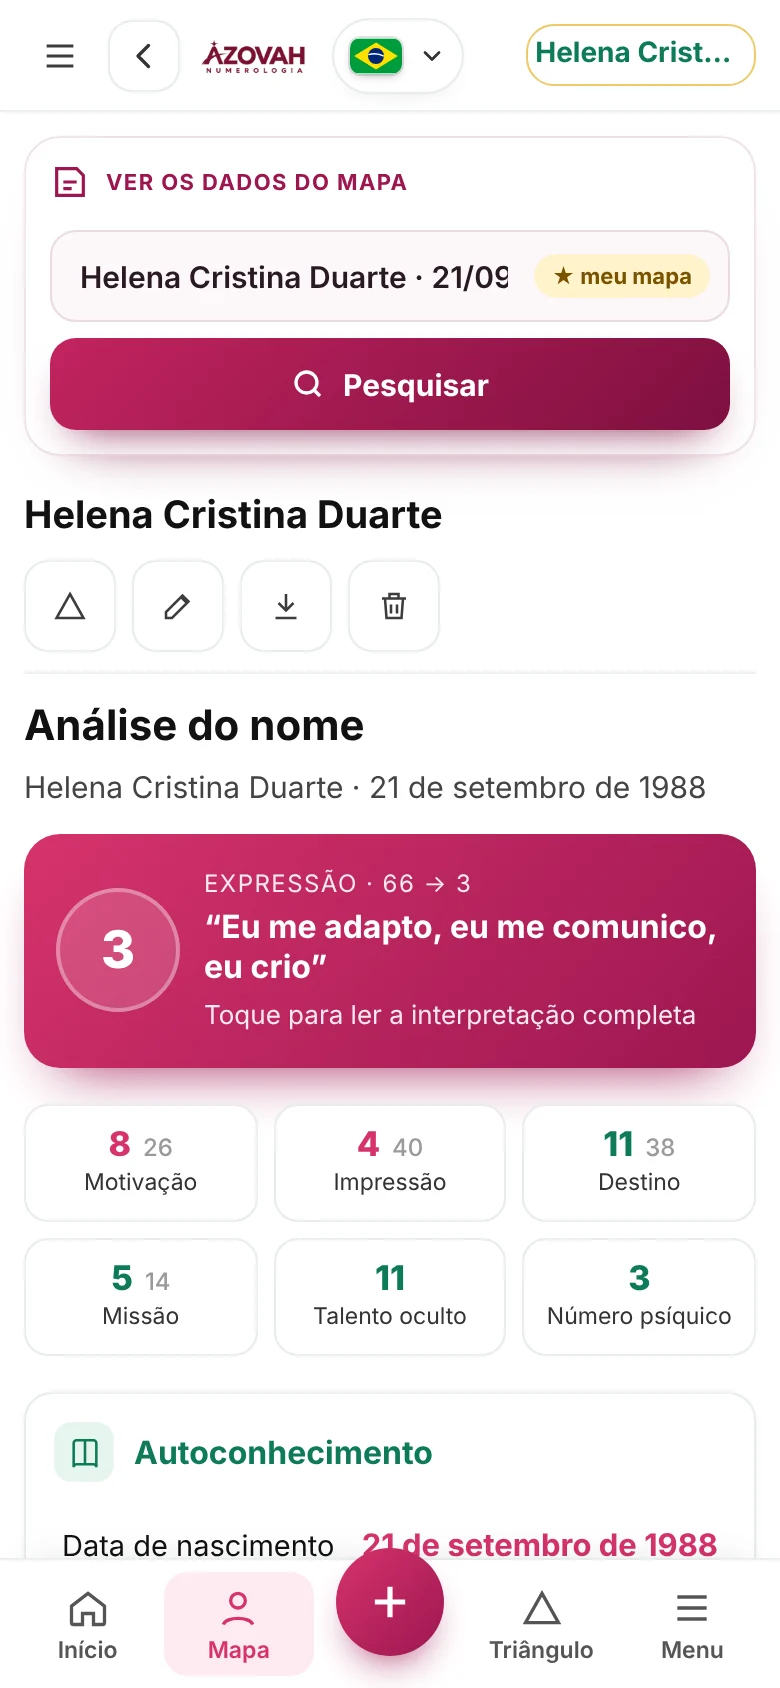 AZOVAH
NUMEROLOGIA
Helena Crist...
VER OS DADOS DO MAPA
Helena Cristina Duarte · 21/09
★ meu mapa
Pesquisar
Helena Cristina Duarte
Análise do nome
Helena Cristina Duarte · 21 de setembro de 1988
3
EXPRESSÃO · 66 → 3
“Eu me adapto, eu me comunico,
eu crio”
Toque para ler a interpretação completa
8 26
Motivação
4 40
Impressão
11 38
Destino
5 14
Missão
11
Talento oculto
3
Número psíquico
Autoconhecimento
Data de nascimento 21 de setembro de 1988
Início
Mapa
Triângulo
Menu